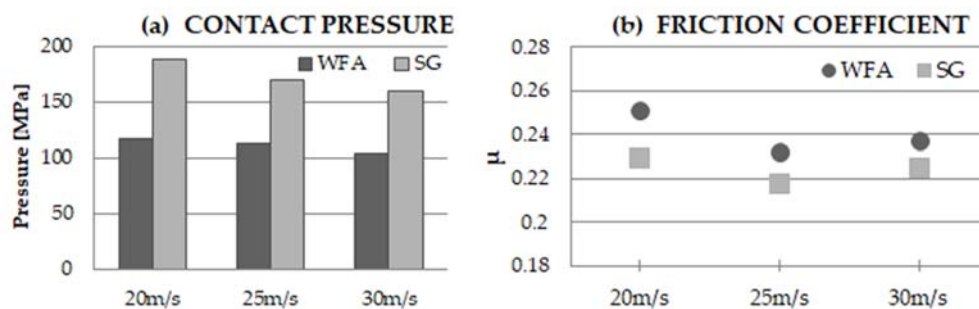 (a) CONTACT PRESSURE
Pressure [MPa]
200
150
100
50
0
WFA SG
20m/s 25m/s 30m/s
(b) FRICTION COEFFICIENT
μ
0.28
0.26
0.24
0.22
0.2
0.18
WFA SG
20m/s 25m/s 30m/s